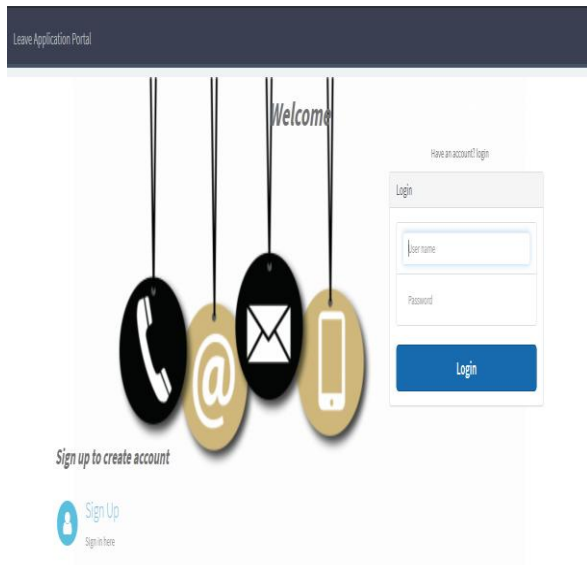 Leave Application Portal
Welcome
Have an account? login
Login
User name
Password
Login
@
Sign up to create account
Sign Up
Sign in here